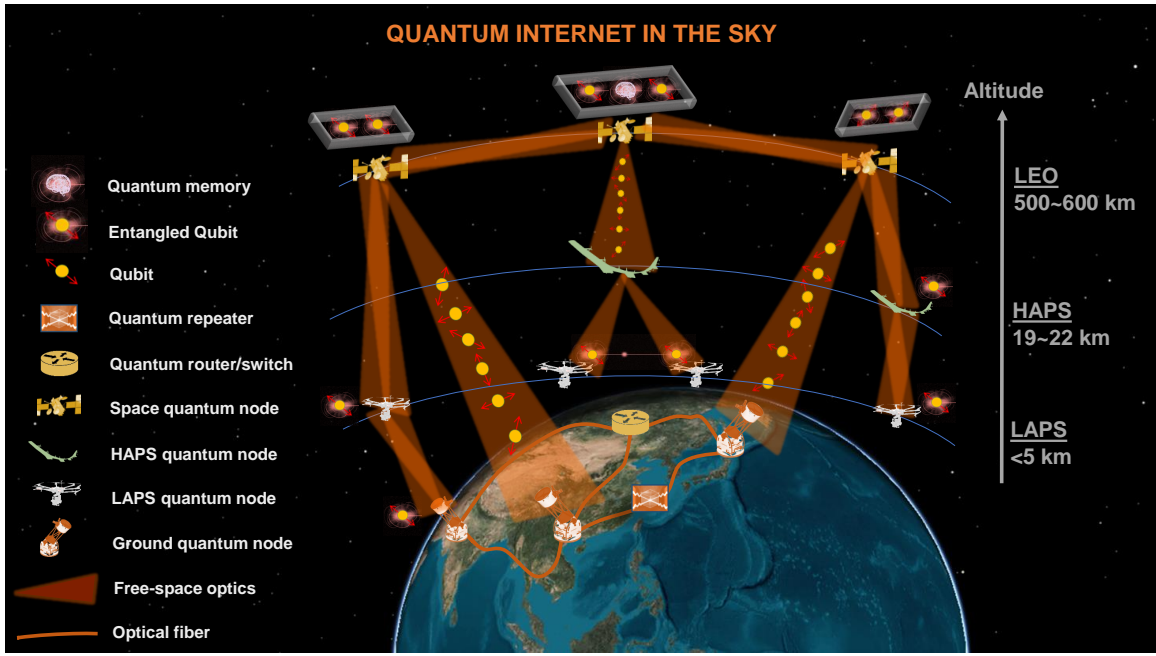 QUANTUM INTERNET IN THE SKY
Quantum memory
Entangled Qubit
Qubit
Quantum repeater
Quantum router/switch
Space quantum node
HAPS quantum node
LAPS quantum node
Ground quantum node
Free-space optics
Optical fiber
Altitude
LEO
500~600 km
HAPS
19~22 km
LAPS
<5 km